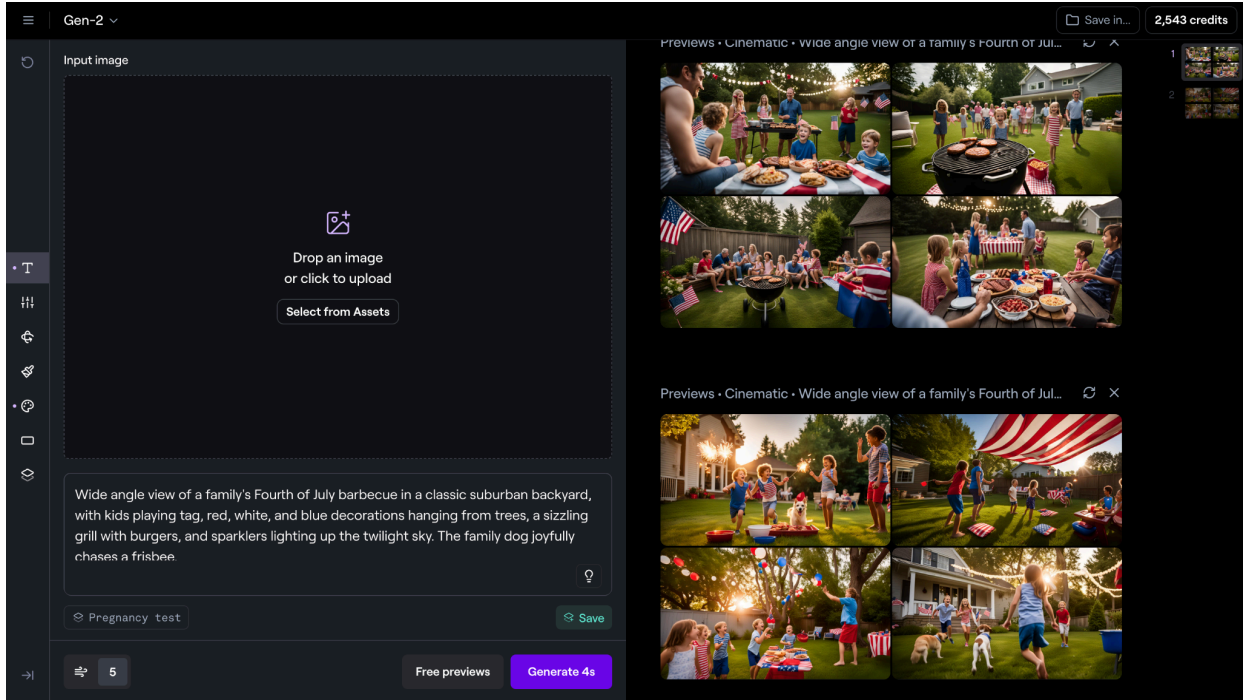 Gen-2
Save in...
2,543 credits
Input image
Drop an image
or click to upload
Select from Assets
Wide angle view of a family's Fourth of July barbecue in a classic suburban backyard,
with kids playing tag, red, white, and blue decorations hanging from trees, a sizzling
grill with burgers, and sparklers lighting up the twilight sky. The family dog joyfully
chases a frisbee.
Pregnancy test
Save
5
Free previews
Generate 4s
Previews • Cinematic • Wide angle view of a family's Fourth of Jul...
Previews • Cinematic • Wide angle view of a family's Fourth of Jul...
1
2